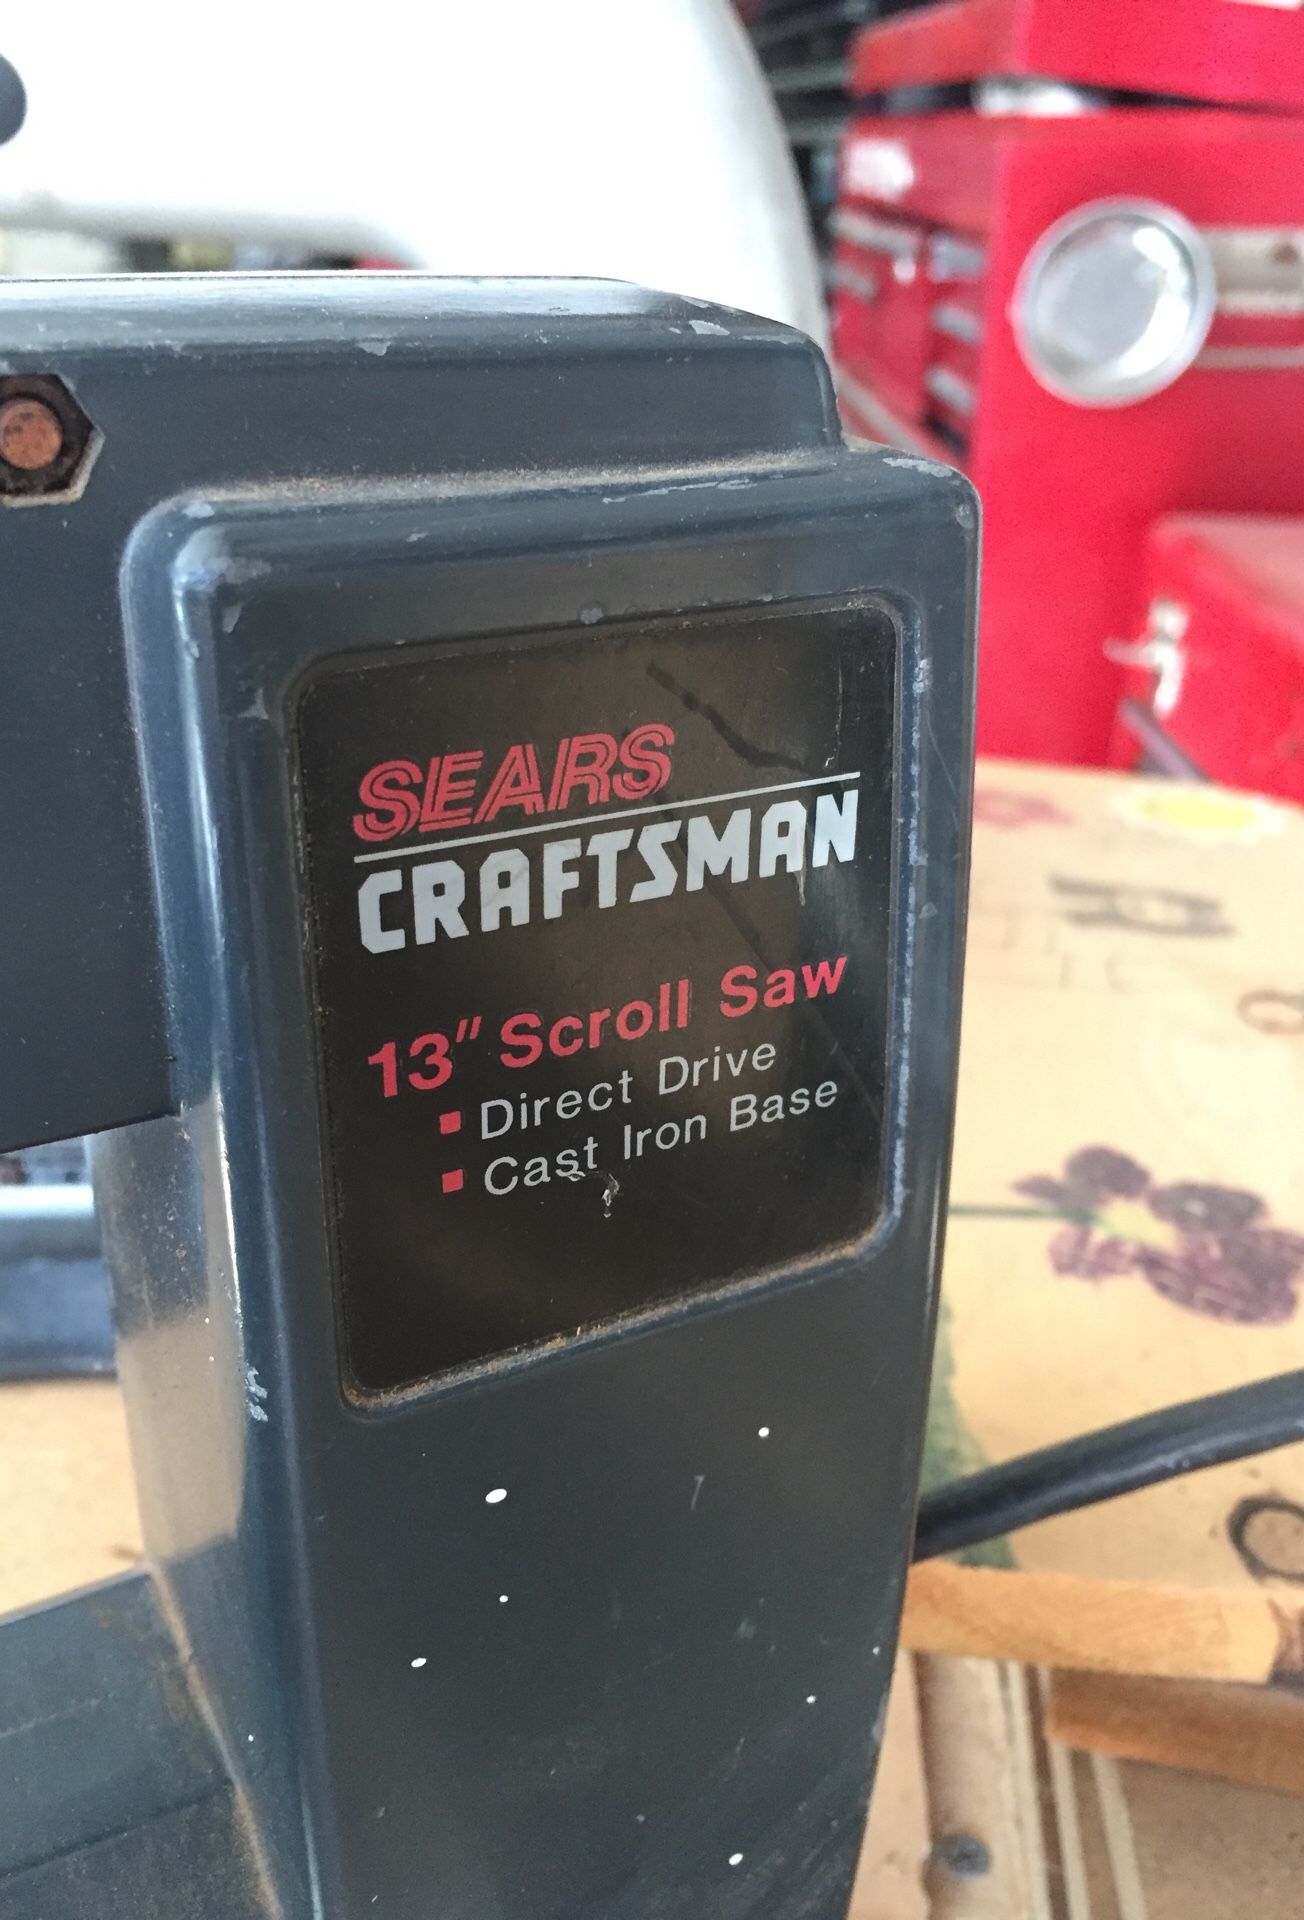 SEARS
CRAFTSMAN
13" Scroll Saw
▪ Direct Drive
▪ Cast Iron Base